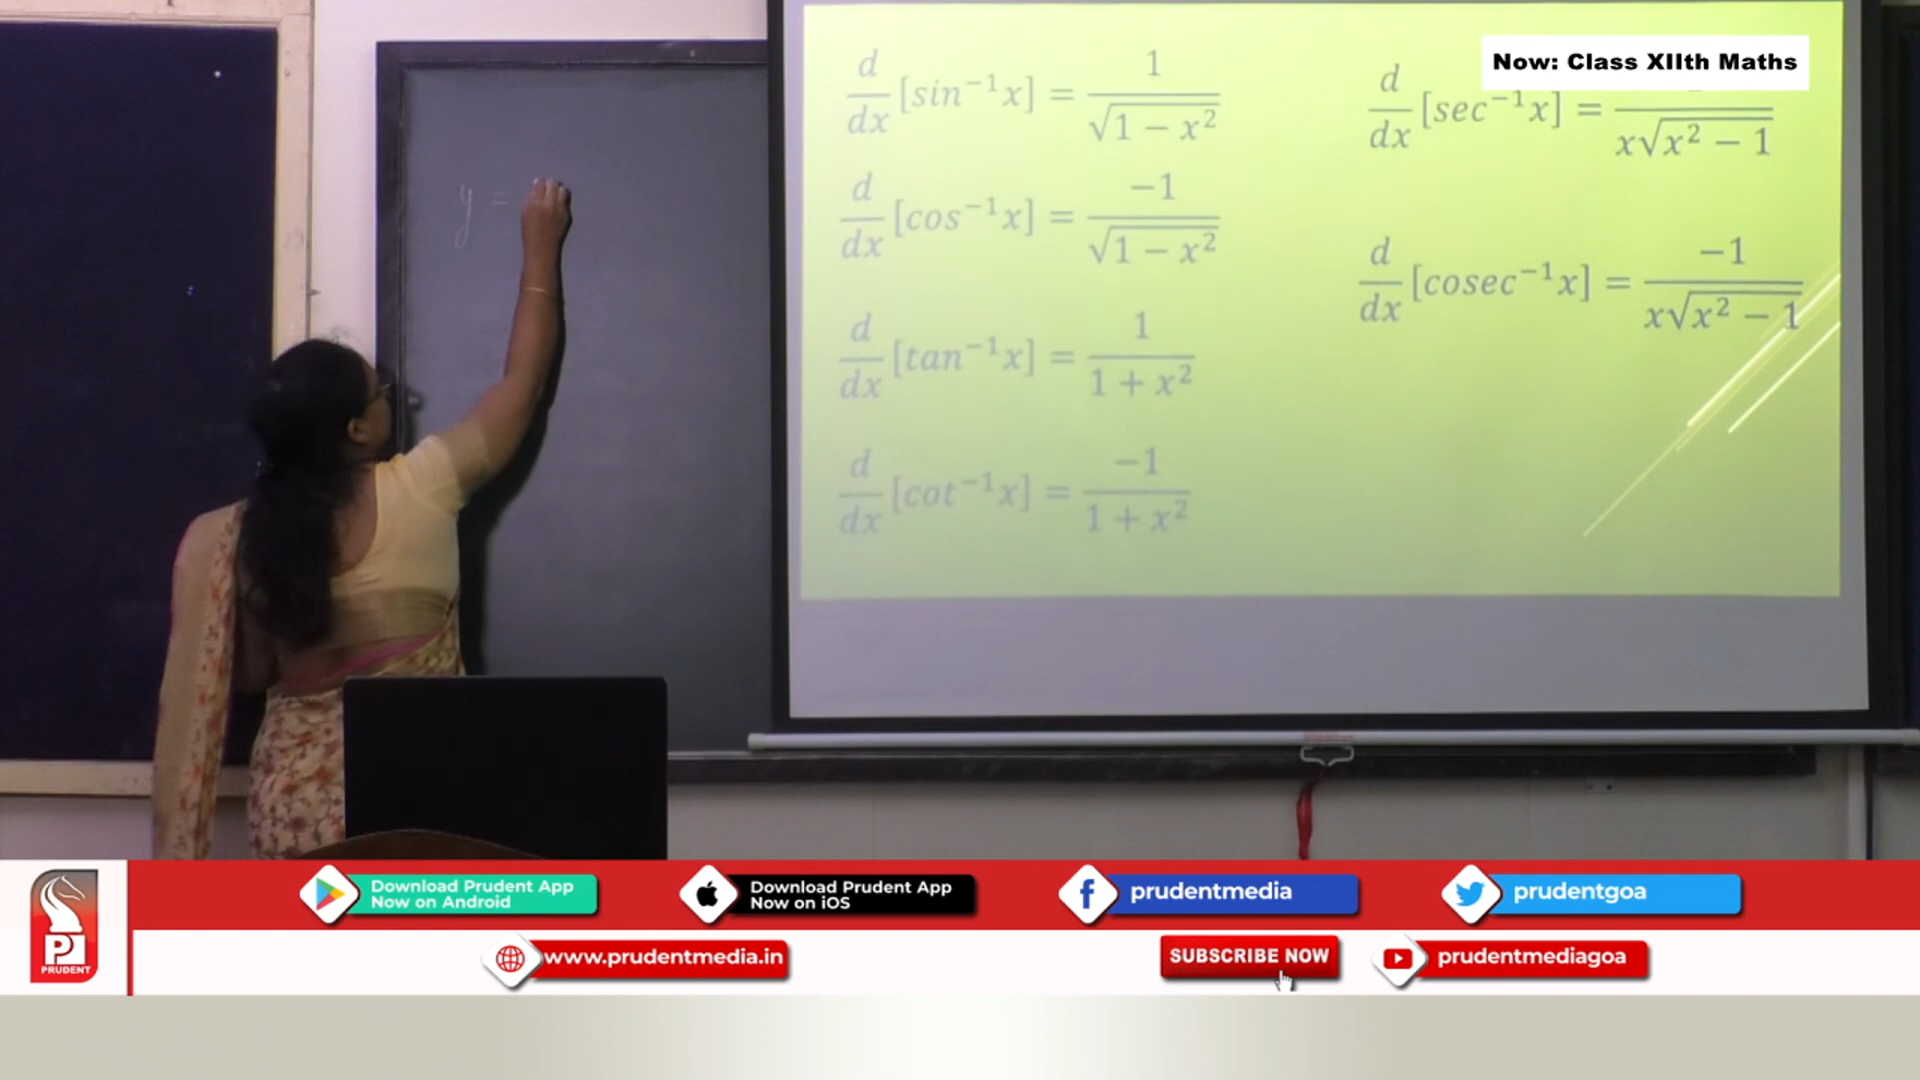 Now: Class XIIth Maths
d/dx [sin⁻¹x] = 1/√(1 − x²)
d/dx [cos⁻¹x] = −1/√(1 − x²)
d/dx [tan⁻¹x] = 1/(1 + x²)
d/dx [cot⁻¹x] = −1/(1 + x²)
d/dx [sec⁻¹x] = /x√(x² − 1)
d/dx [cosec⁻¹x] = −1/x√(x² − 1)
y =
Download Prudent App
Now on Android
Download Prudent App
Now on iOS
prudentmedia
prudentgoa
PRUDENT
www.prudentmedia.in
SUBSCRIBE NOW
prudentmediagoa